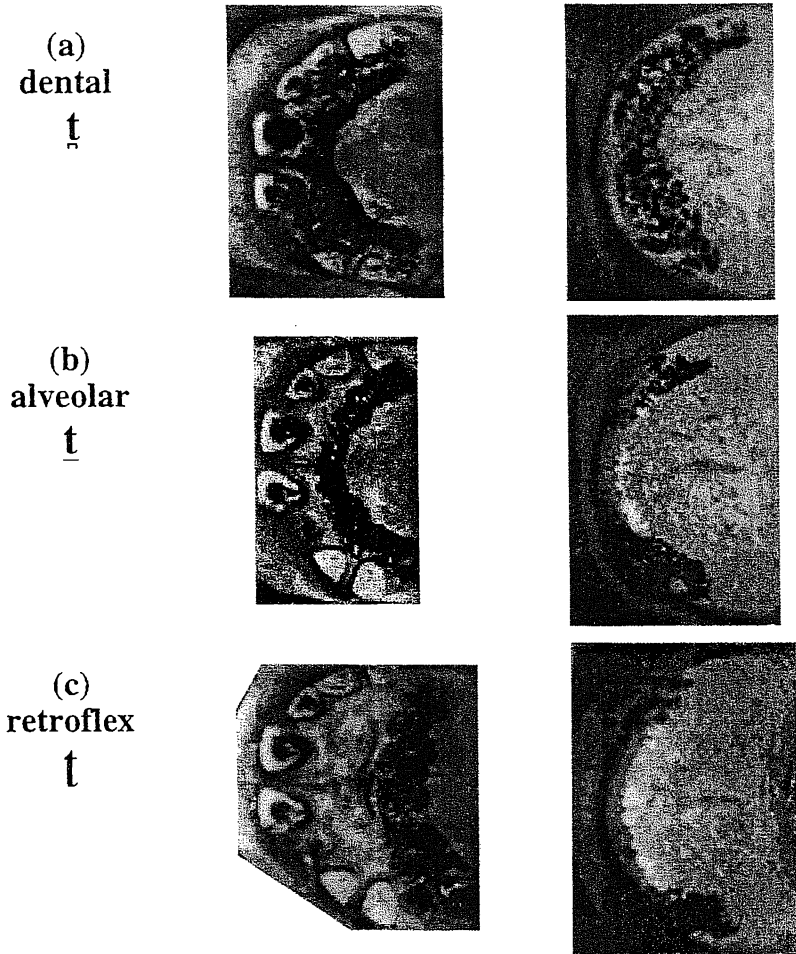 (a)
dental
t̪
(b)
alveolar
t̠
(c)
retroflex
ʈ